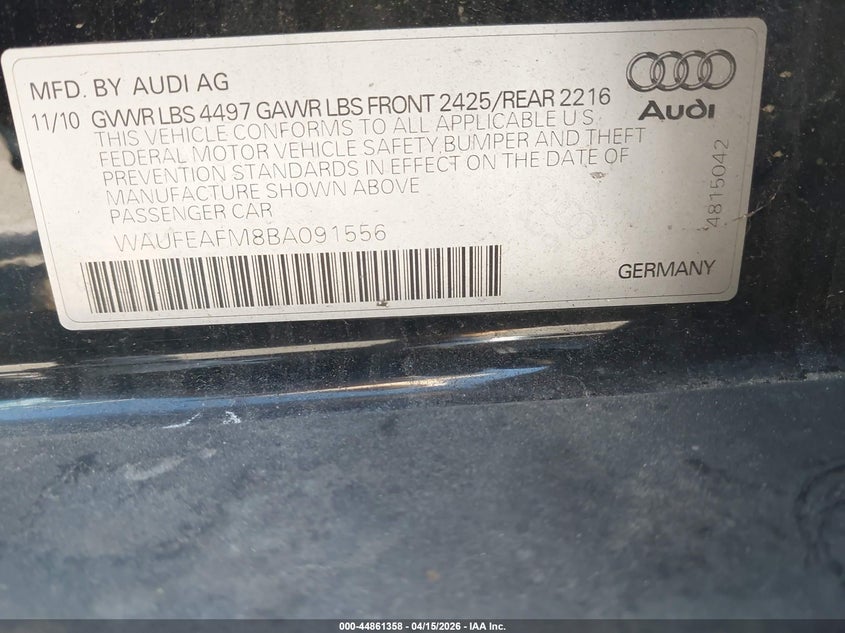 MFD. BY AUDI AG
11/10 GVWR LBS 4497 GAWR LBS FRONT 2425/REAR 2216
THIS VEHICLE CONFORMS TO ALL APPLICABLE U.S.
FEDERAL MOTOR VEHICLE SAFETY BUMPER AND THEFT
PREVENTION STANDARDS IN EFFECT ON THE DATE OF
MANUFACTURE SHOWN ABOVE
PASSENGER CAR
WAUFEAFM8BA091556
Audi
4815042
GERMANY
000-44861358 - 04/15/2026 - IAA Inc.